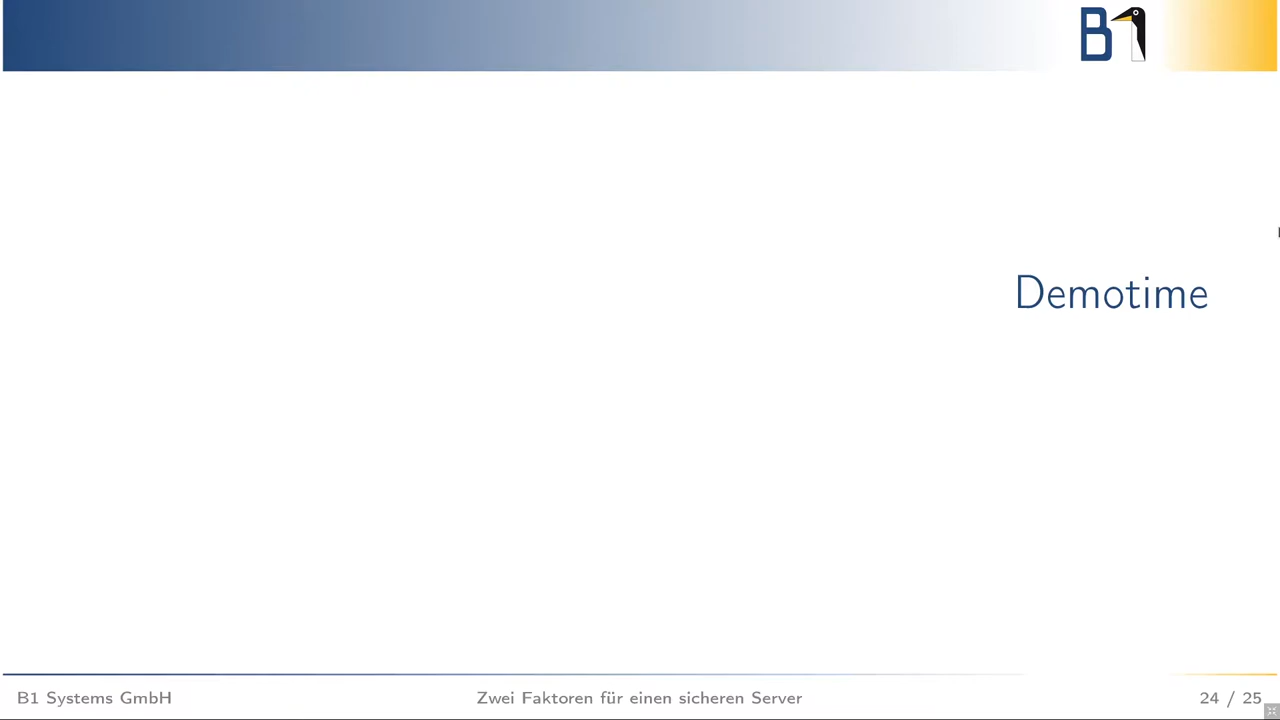 B1
Demotime
B1 Systems GmbH
Zwei Faktoren für einen sicheren Server
24 / 25